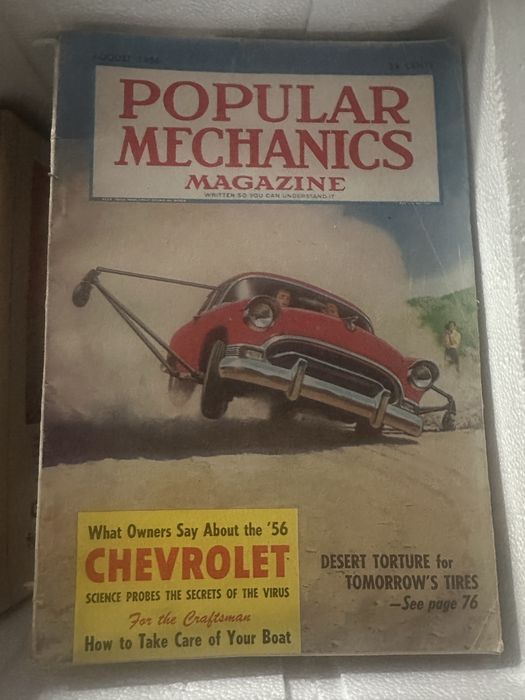 AUGUST 1956
35 CENTS
POPULAR
MECHANICS
MAGAZINE
WRITTEN SO YOU CAN UNDERSTAND IT
What Owners Say About the '56
CHEVROLET
SCIENCE PROBES THE SECRETS OF THE VIRUS
For the Craftsman
How to Take Care of Your Boat
DESERT TORTURE for
TOMORROW'S TIRES
—See page 76